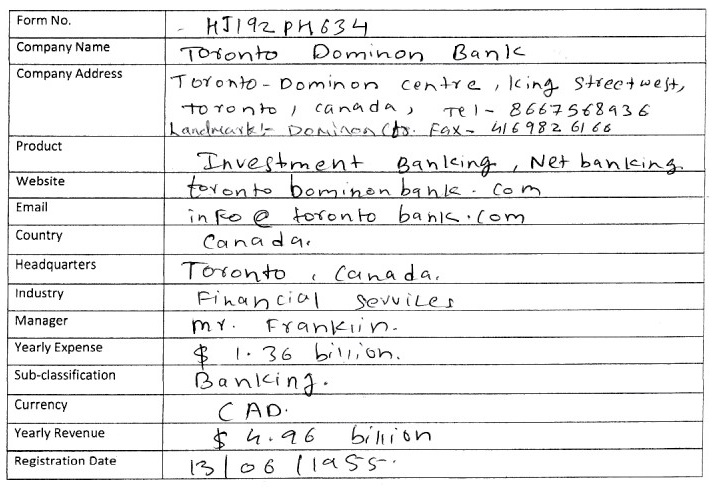 Form No. - HJ192PH634
Company Name Toronto Dominon Bank
Company Address Toronto-Dominon centre, King Street west,
toronto, canada, Tel- 8667568936
Landmark:- Dominon Ctr. Fax- 4169826166
Product Investment Banking, Net banking
Website toronto Dominonbank.com
Email info@torontobank.com
Country Canada.
Headquarters Toronto, Canada.
Industry Financial Services
Manager mr. Franklin.
Yearly Expense $ 1.36 billion.
Sub-classification Banking.
Currency CAD.
Yearly Revenue $ 4.96 billion
Registration Date 13/06/1955.